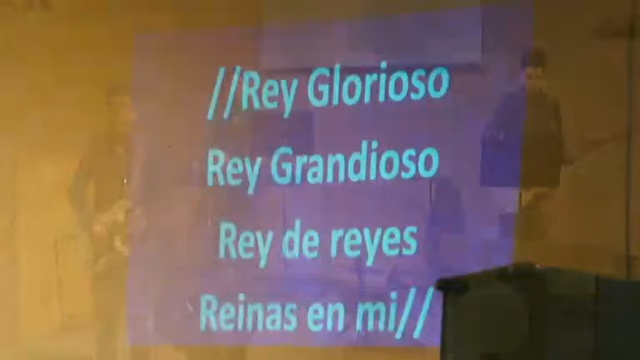 //Rey Glorioso
Rey Grandioso
Rey de reyes
Reinas en mi//